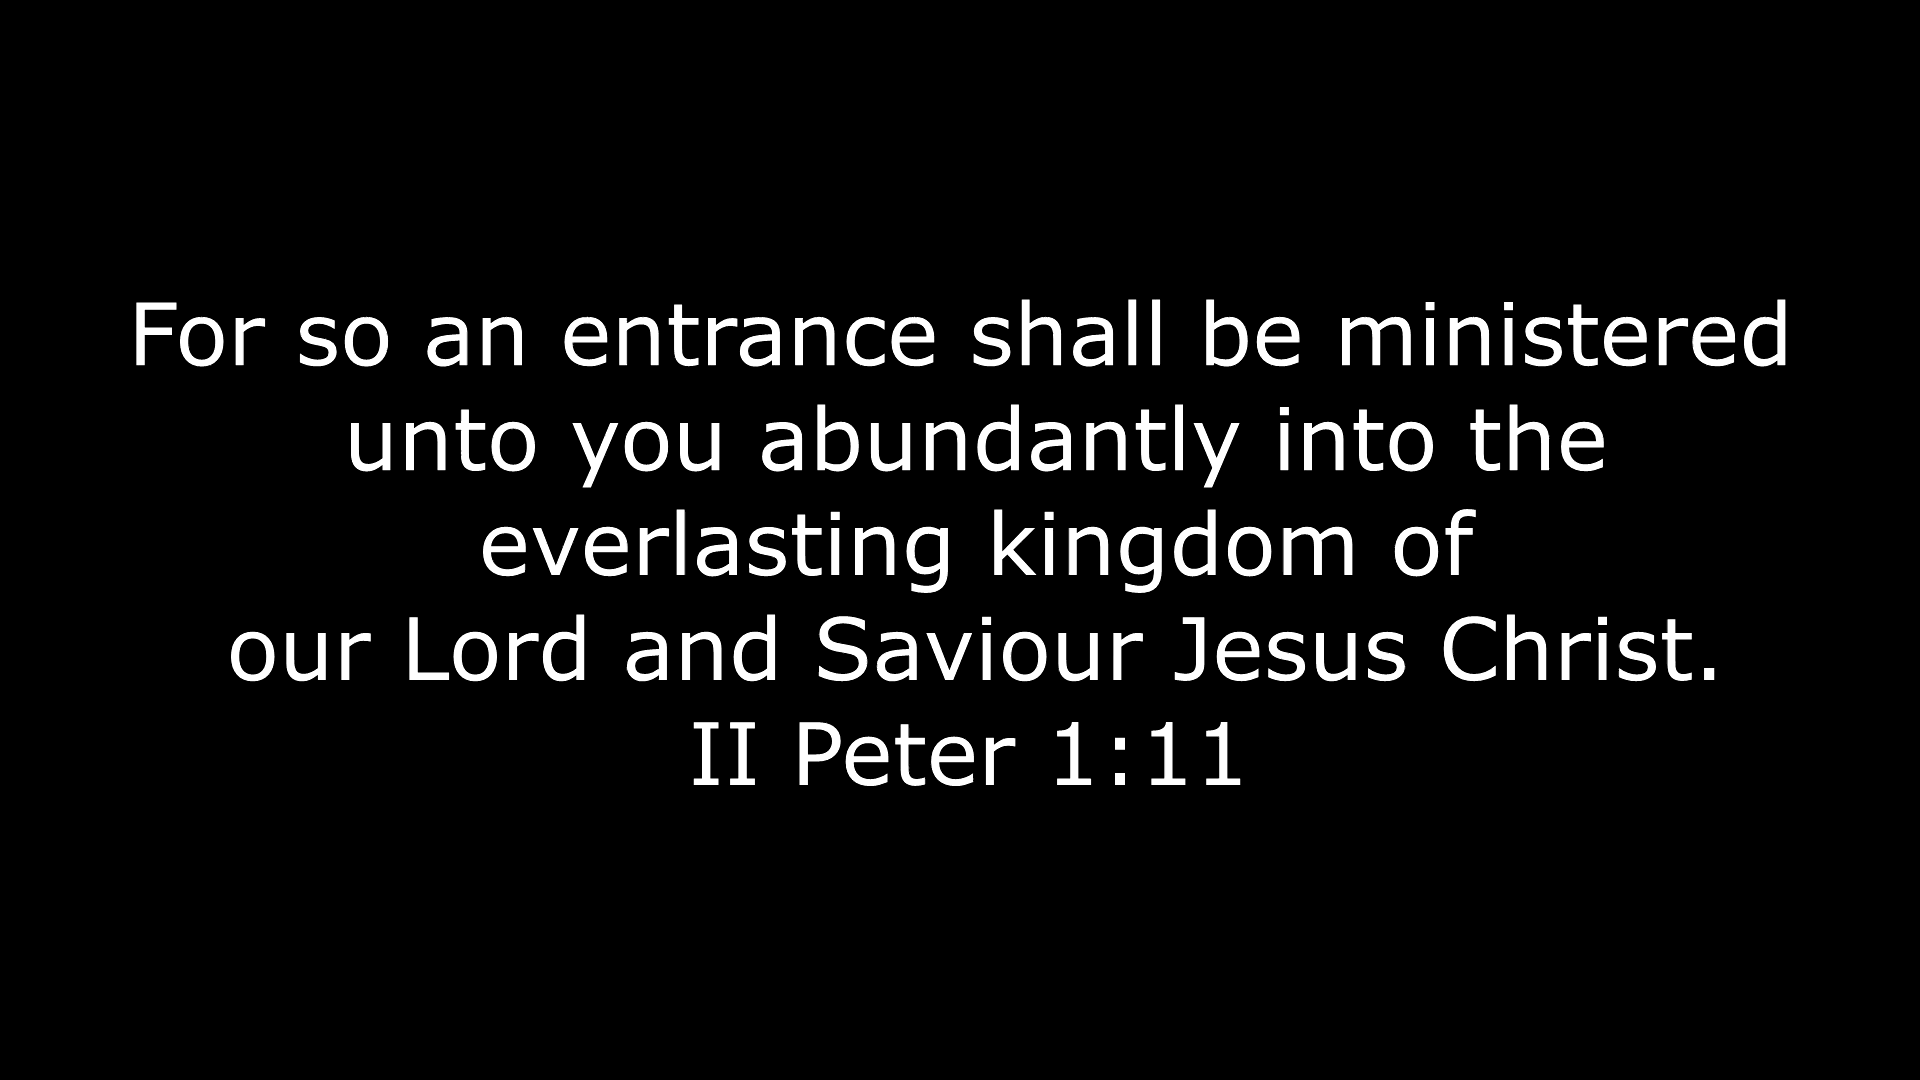 For so an entrance shall be ministered
unto you abundantly into the
everlasting kingdom of
our Lord and Saviour Jesus Christ.
II Peter 1:11